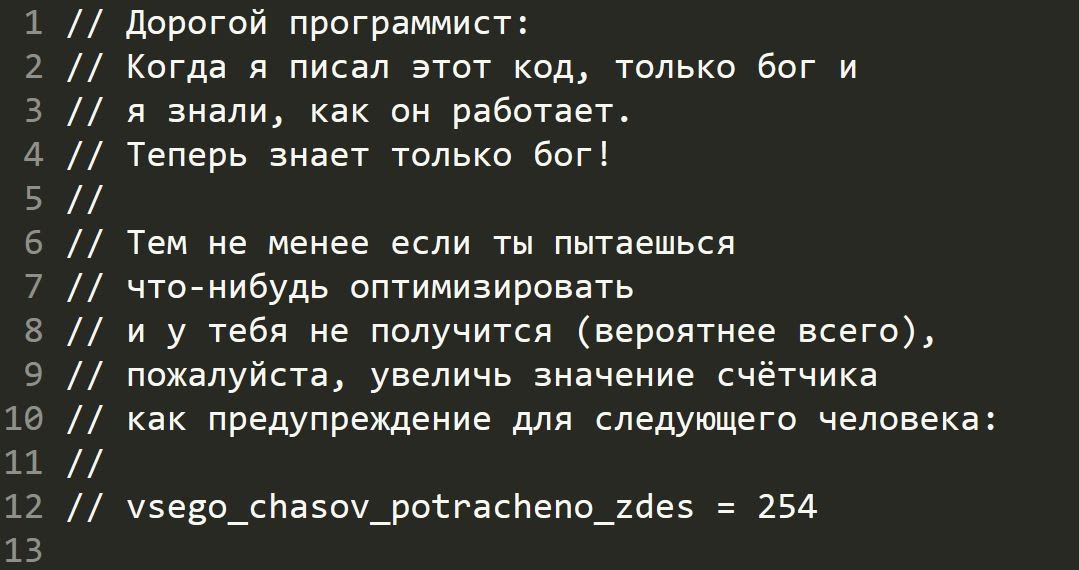 1 // Дорогой программист:
2 // Когда я писал этот код, только бог и
3 // я знали, как он работает.
4 // Теперь знает только бог!
5 //
6 // Тем не менее если ты пытаешься
7 // что-нибудь оптимизировать
8 // и у тебя не получится (вероятнее всего),
9 // пожалуйста, увеличь значение счётчика
10 // как предупреждение для следующего человека:
11 //
12 // vsego_chasov_potracheno_zdes = 254
13